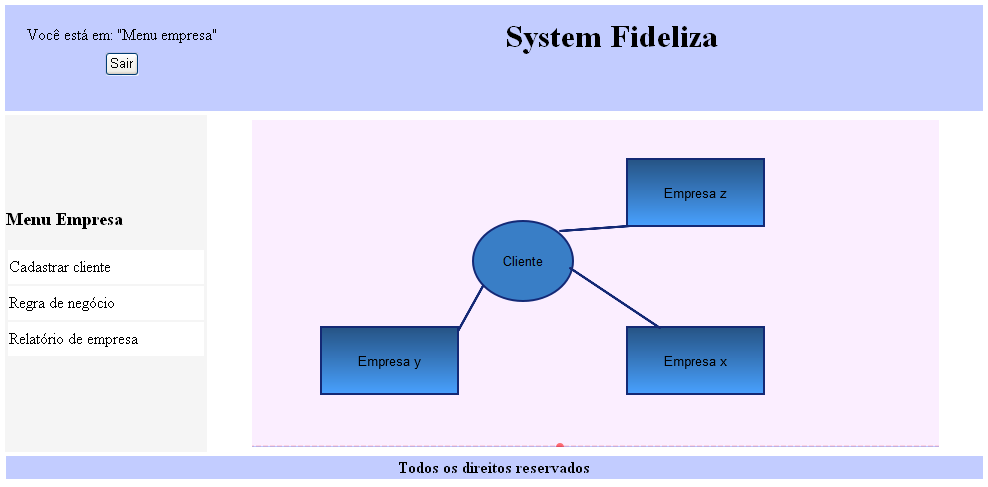 Você está em: "Menu empresa"
Sair
System Fideliza
Menu Empresa
Cadastrar cliente
Regra de negócio
Relatório de empresa
Empresa z
Cliente
Empresa y
Empresa x
Todos os direitos reservados